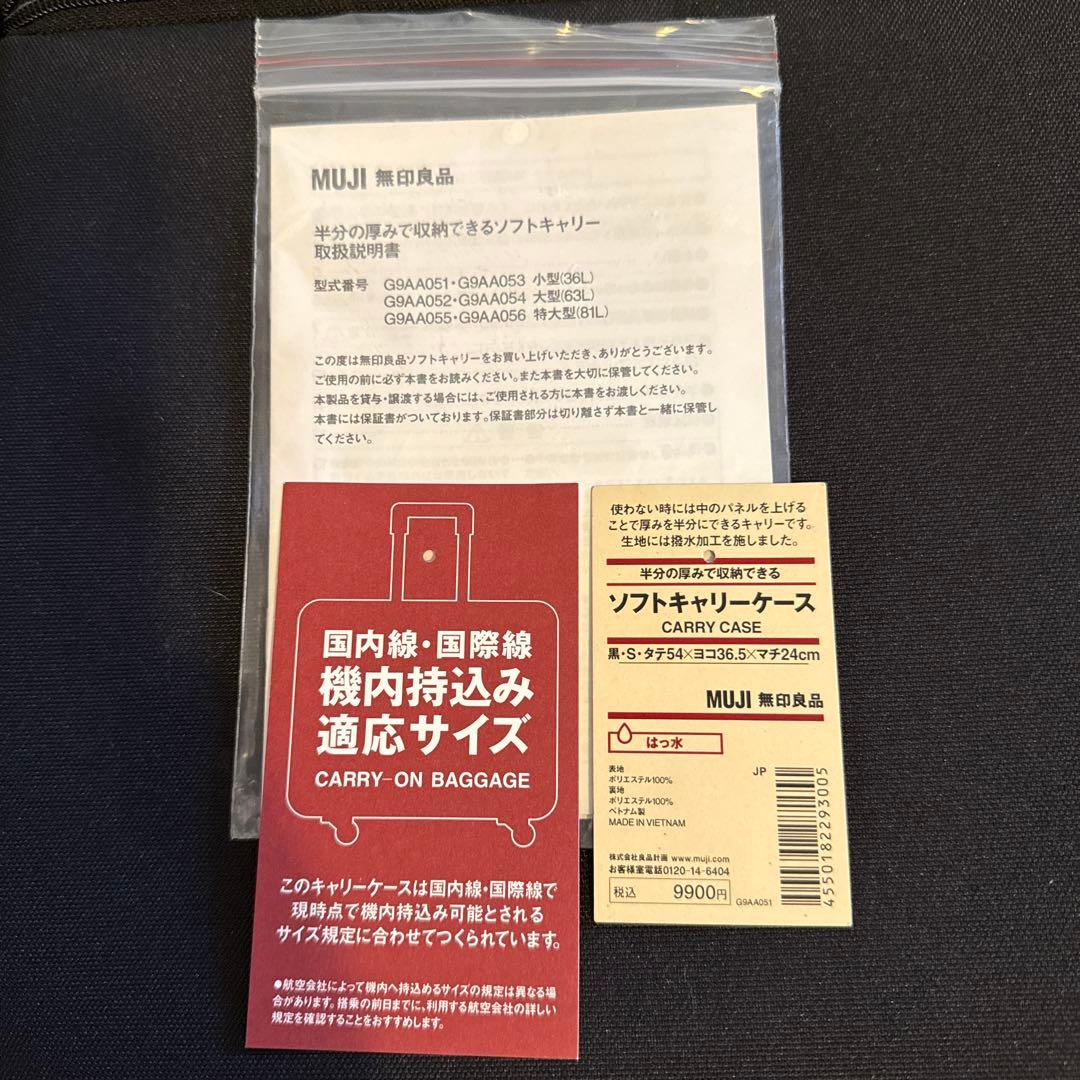 MUJI 無印良品
半分の厚みで収納できるソフトキャリー
取扱説明書
型式番号 G9AA051・G9AA053 小型(36L)
G9AA052・G9AA054 大型(63L)
G9AA055・G9AA056 特大型(81L)
この度は無印良品ソフトキャリーをお買い上げいただき、ありがとうございます。
ご使用の前に必ず本書をお読みください。また本書を大切に保管してください。
本製品を貸与・譲渡する場合には、ご使用される方に本書をお渡しください。
本書には保証書がついております。保証書部分は切り離さず本書と一緒に保管し
てください。
国内線・国際線
機内持込み
適応サイズ
CARRY-ON BAGGAGE
このキャリーケースは国内線・国際線で
現時点で機内持込み可能とされる
サイズ規定に合わせてつくられています。
●航空会社によって機内へ持込めるサイズの規定は異なる場
合があります。搭乗の前日までに、利用する航空会社の詳しい
規定を確認することをおすすめします。
使わない時には中のパネルを上げる
ことで厚みを半分にできるキャリーです。
生地には撥水加工を施しました。
半分の厚みで収納できる
ソフトキャリーケース
CARRY CASE
黒・S・タテ54×ヨコ36.5×マチ24cm
MUJI 無印良品
はっ水
表地
ポリエステル100%
裏地
ポリエステル100%
ベトナム製
MADE IN VIETNAM
JP
株式会社良品計画 www.muji.com
お客様室電話0120-14-6404
税込 9900円
G9AA051
4550182293005